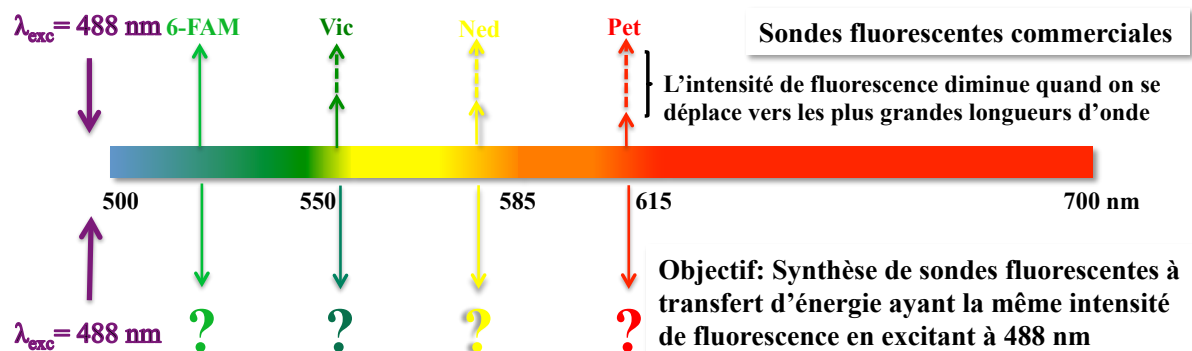 λexc= 488 nm 6-FAM Vic Ned Pet Sondes fluorescentes commerciales
L'intensité de fluorescence diminue quand on se
déplace vers les plus grandes longueurs d'onde
500 550 585 615 700 nm
Objectif: Synthèse de sondes fluorescentes à
transfert d'énergie ayant la même intensité
de fluorescence en excitant à 488 nm
λexc= 488 nm ? ? ? ?